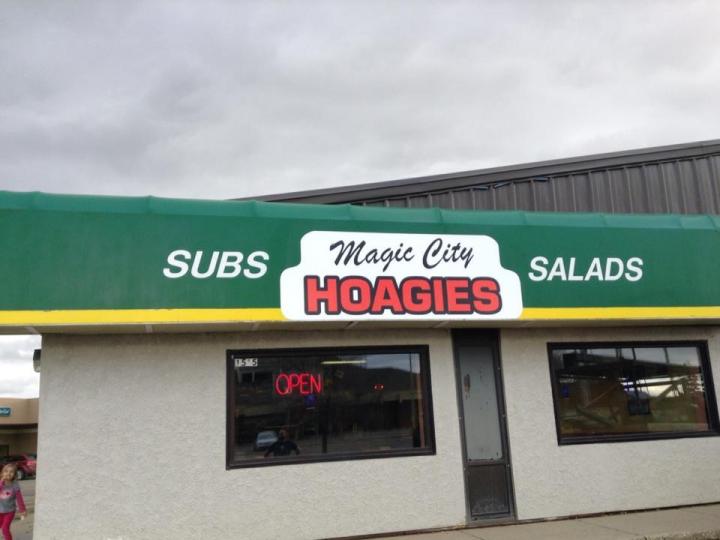 SUBS
Magic City
HOAGIES
SALADS
OPEN